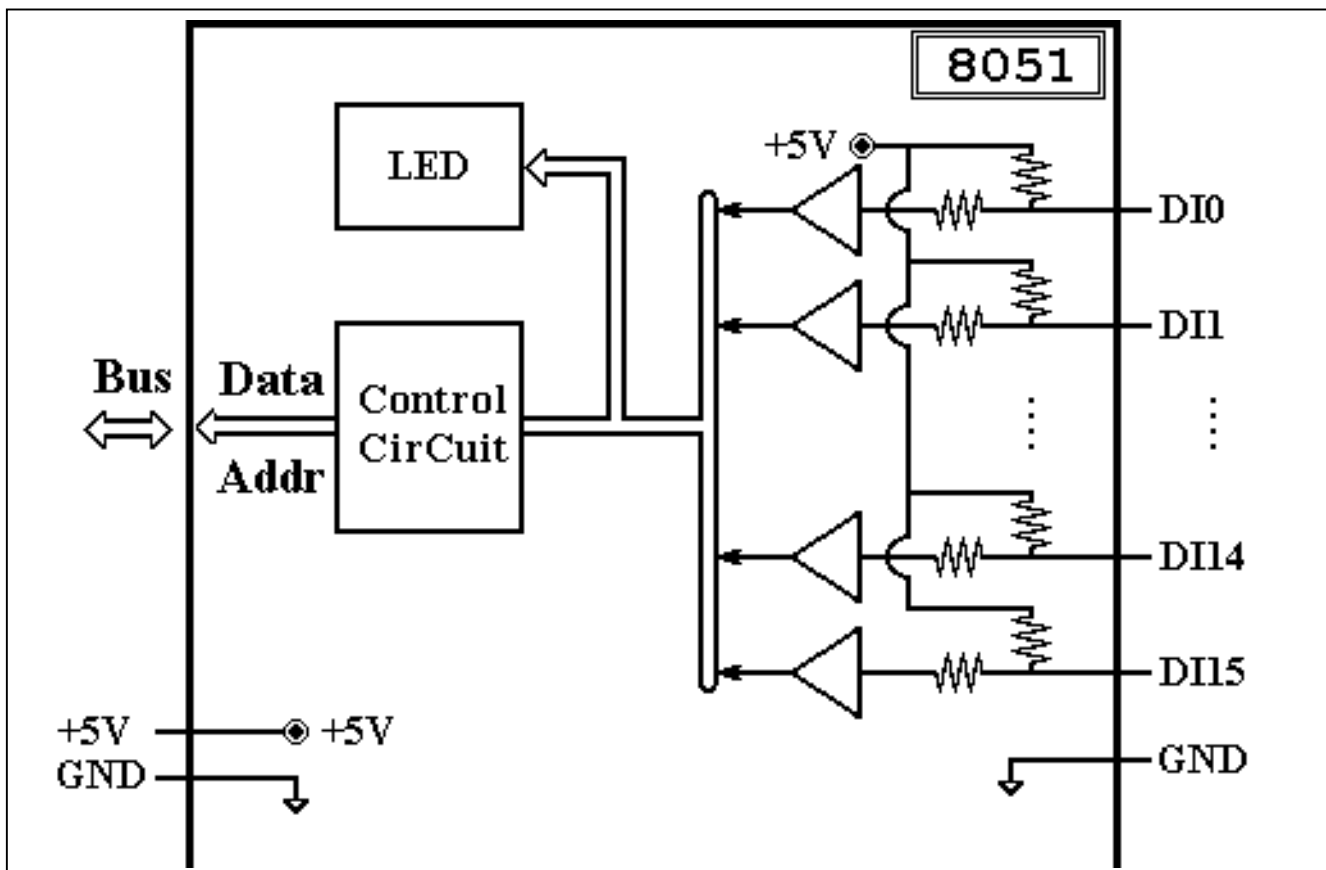 8051
+5V
LED
DI0
DI1
Bus
Data
Addr
Control
CirCuit
DI14
DI15
+5V
+5V
GND
GND